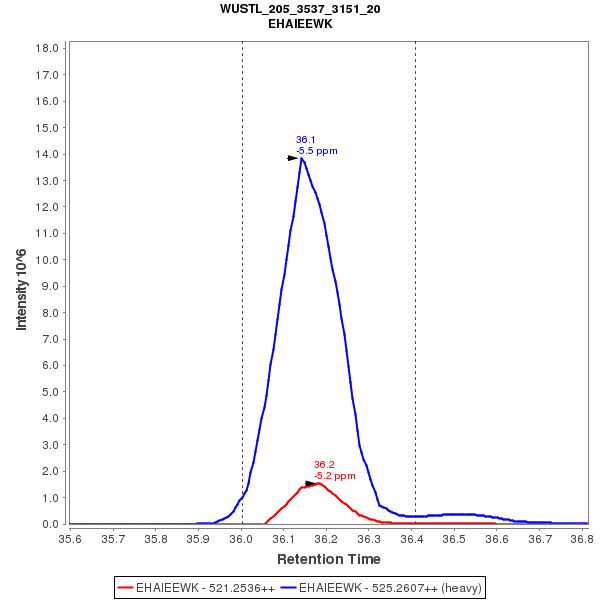 WUSTL_205_3537_3151_20
EHAIEEWK
Intensity 10^6
18.0
17.0
16.0
15.0
14.0
13.0
12.0
11.0
10.0
9.0
8.0
7.0
6.0
5.0
4.0
3.0
2.0
1.0
0.0
36.1
-5.5 ppm
36.2
-5.2 ppm
35.6 35.7 35.8 35.9 36.0 36.1 36.2 36.3 36.4 36.5 36.6 36.7 36.8
Retention Time
EHAIEEWK - 521.2536++ EHAIEEWK - 525.2607++ (heavy)